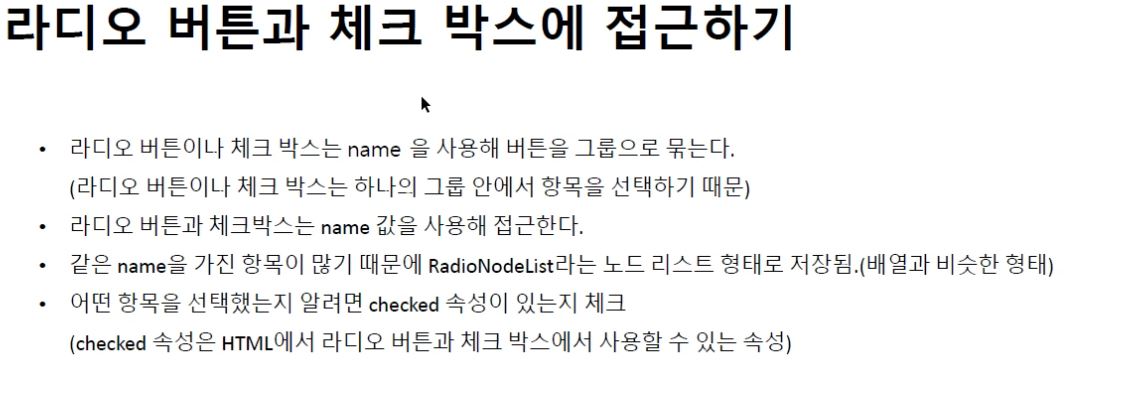 라디오 버튼과 체크 박스에 접근하기
• 라디오 버튼이나 체크 박스는 name 을 사용해 버튼을 그룹으로 묶는다.
(라디오 버튼이나 체크 박스는 하나의 그룹 안에서 항목을 선택하기 때문)
• 라디오 버튼과 체크박스는 name 값을 사용해 접근한다.
• 같은 name을 가진 항목이 많기 때문에 RadioNodeList라는 노드 리스트 형태로 저장됨.(배열과 비슷한 형태)
• 어떤 항목을 선택했는지 알려면 checked 속성이 있는지 체크
(checked 속성은 HTML에서 라디오 버튼과 체크 박스에서 사용할 수 있는 속성)